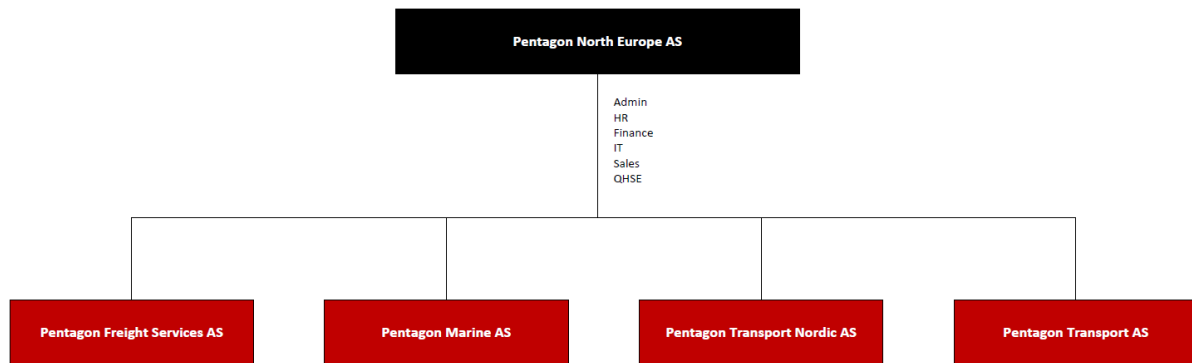 Pentagon North Europe AS
Admin
HR
Finance
IT
Sales
QHSE
Pentagon Freight Services AS
Pentagon Marine AS
Pentagon Transport Nordic AS
Pentagon Transport AS